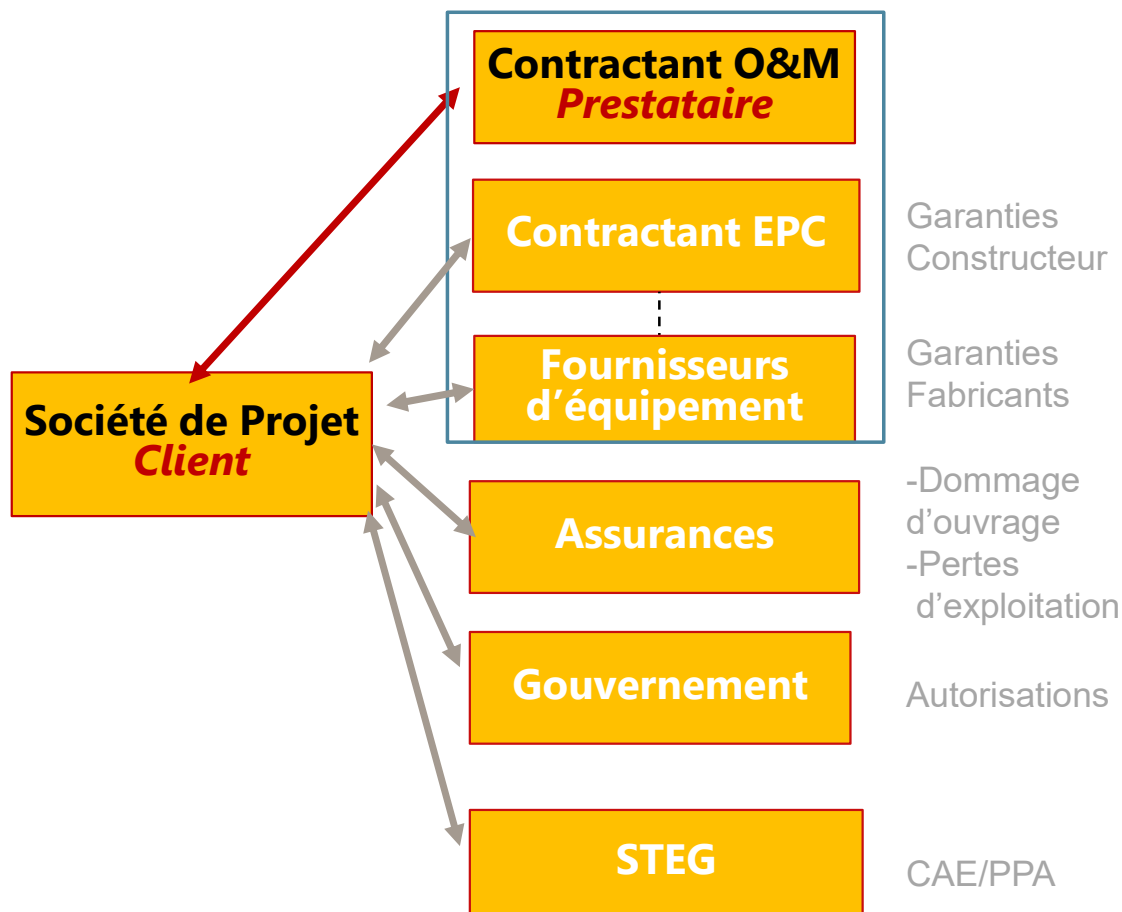 Contractant O&M
Prestataire
Contractant EPC
Garanties
Constructeur
Fournisseurs
d’équipement
Garanties
Fabricants
Société de Projet
Client
Assurances
-Dommage
d’ouvrage
-Pertes
d’exploitation
Gouvernement
Autorisations
STEG
CAE/PPA